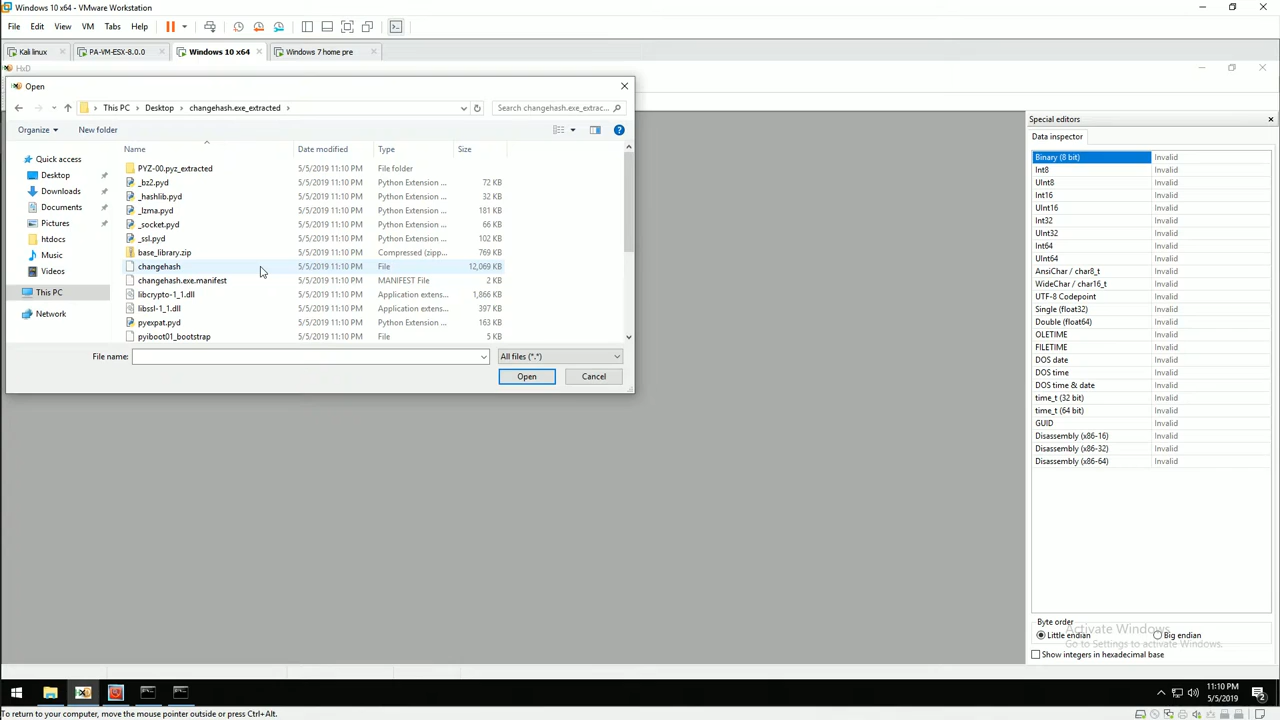 Windows 10 x64 - VMware Workstation
File Edit View VM Tabs Help
Kali linux PA-VM-ESX-8.0.0 Windows 10 x64 Windows 7 home pre
HxD
Open
This PC > Desktop > changehash.exe_extracted >
Search changehash.exe_extrac...
Organize New folder
Name Date modified Type Size
Quick access
Desktop
Downloads
Documents
Pictures
htdocs
Music
Videos
This PC
Network
PYZ-00.pyz_extracted 5/5/2019 11:10 PM File folder
_bz2.pyd 5/5/2019 11:10 PM Python Extension ... 72 KB
_hashlib.pyd 5/5/2019 11:10 PM Python Extension ... 32 KB
_lzma.pyd 5/5/2019 11:10 PM Python Extension ... 181 KB
_socket.pyd 5/5/2019 11:10 PM Python Extension ... 66 KB
_ssl.pyd 5/5/2019 11:10 PM Python Extension ... 102 KB
base_library.zip 5/5/2019 11:10 PM Compressed (zipp... 769 KB
changehash 5/5/2019 11:10 PM File 12,069 KB
changehash.exe.manifest 5/5/2019 11:10 PM MANIFEST File 2 KB
libcrypto-1_1.dll 5/5/2019 11:10 PM Application extens... 1,866 KB
libssl-1_1.dll 5/5/2019 11:10 PM Application extens... 397 KB
pyexpat.pyd 5/5/2019 11:10 PM Python Extension ... 163 KB
pyiboot01_bootstrap 5/5/2019 11:10 PM File 5 KB
File name: All files (*.*)
Open Cancel
Special editors
Data inspector
Binary (8 bit) Invalid
Int8 Invalid
UInt8 Invalid
Int16 Invalid
UInt16 Invalid
Int32 Invalid
UInt32 Invalid
Int64 Invalid
UInt64 Invalid
AnsiChar / char8_t Invalid
WideChar / char16_t Invalid
UTF-8 Codepoint Invalid
Single (float32) Invalid
Double (float64) Invalid
OLETIME Invalid
FILETIME Invalid
DOS date Invalid
DOS time Invalid
DOS time & date Invalid
time_t (32 bit) Invalid
time_t (64 bit) Invalid
GUID Invalid
Disassembly (x86-16) Invalid
Disassembly (x86-32) Invalid
Disassembly (x86-64) Invalid
Byte order
Little endian Big endian
Activate Windows
Go to Settings to activate Windows.
Show integers in hexadecimal base
11:10 PM
5/5/2019
2
To return to your computer, move the mouse pointer outside or press Ctrl+Alt.